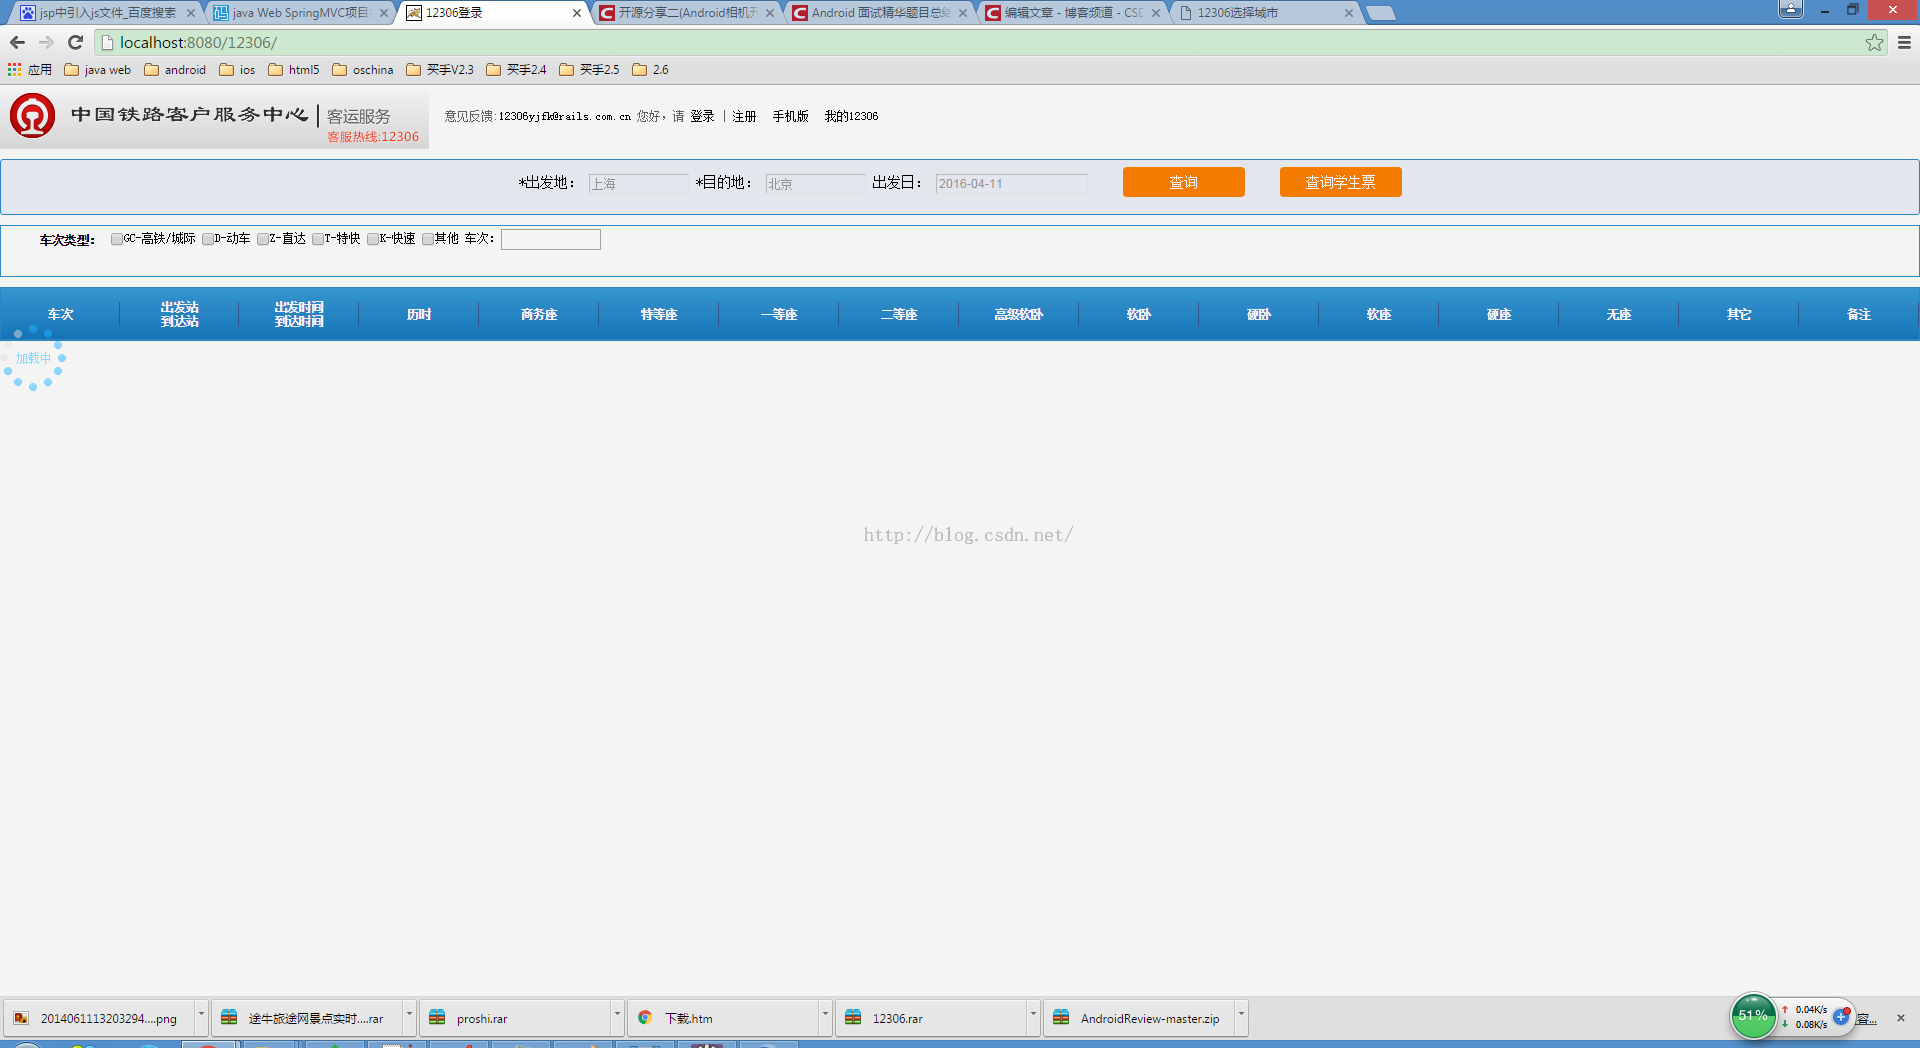 jsp中引入js文件_百度搜索 java Web SpringMVC项目 12306登录 开源分享二(Android相机开 Android 面试精华题目总结 编辑文章 - 博客频道 - CSD 12306选择城市
localhost:8080/12306/
应用 java web android ios html5 oschina 买手V2.3 买手2.4 买手2.5 2.6
中国铁路客户服务中心 客运服务
客服热线:12306
意见反馈:12306yjfk@rails.com.cn 您好，请 登录 | 注册 手机版 我的12306
*出发地： 上海 *目的地： 北京 出发日： 2016-04-11 查询 查询学生票
车次类型： GC-高铁/城际 D-动车 Z-直达 T-特快 K-快速 其他 车次：
车次 出发站 到达站 出发时间 到达时间 历时 商务座 特等座 一等座 二等座 高级软卧 软卧 硬卧 软座 硬座 无座 其它 备注
加载中
http://blog.csdn.net/
2014061113203294....png 途牛旅途网景点实时....rar proshi.rar 下载.htm 12306.rar AndroidReview-master.zip
51% 0.04K/s
0.08K/s